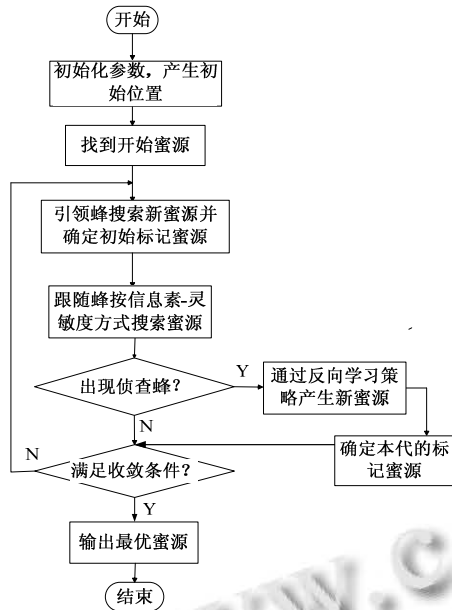 开始
初始化参数，产生初
始位置
找到开始蜜源
引领蜂搜索新蜜源并
确定初始标记蜜源
跟随蜂按信息素-灵
敏度方式搜索蜜源
出现侦查蜂？
Y
通过反向学习策
略产生新蜜源
N
确定本代的标
记蜜源
N
满足收敛条件？
Y
输出最优蜜源
结束